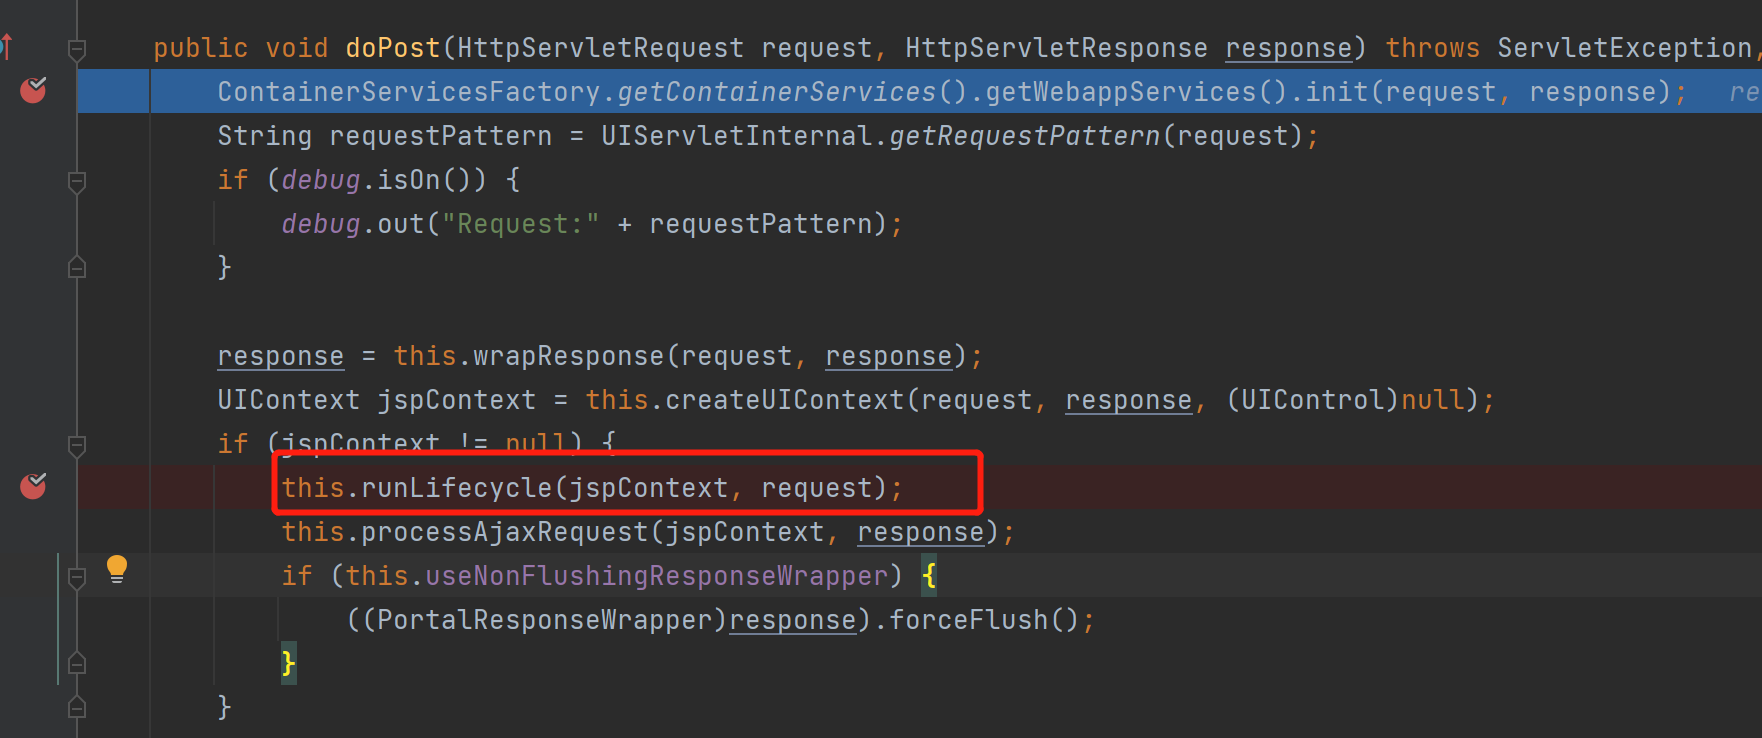 public void doPost(HttpServletRequest request, HttpServletResponse response) throws ServletException,
ContainerServicesFactory.getContainerServices().getWebappServices().init(request, response); re
String requestPattern = UIServletInternal.getRequestPattern(request);
if (debug.isOn()) {
debug.out("Request:" + requestPattern);
}
response = this.wrapResponse(request, response);
UIContext jspContext = this.createUIContext(request, response, (UIControl)null);
if (jspContext != null) {
this.runLifecycle(jspContext, request);
this.processAjaxRequest(jspContext, response);
if (this.useNonFlushingResponseWrapper) {
((PortalResponseWrapper)response).forceFlush();
}
}